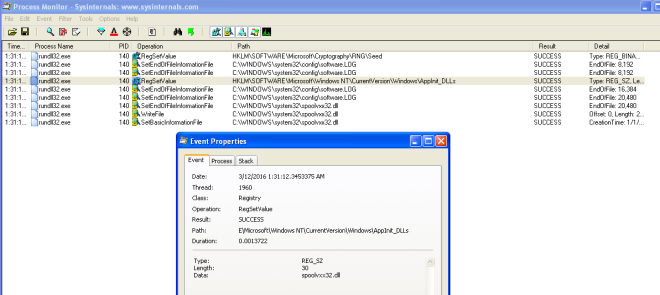 Process Monitor - Sysinternals: www.sysinternals.com
File Edit Event Filter Tools Options Help
Time... Process Name PID Operation Path Result Detail
1:31:1... rundll32.exe 140 RegSetValue HKLM\SOFTWARE\Microsoft\Cryptography\RNG\Seed SUCCESS Type: REG_BINA...
1:31:1... rundll32.exe 140 SetEndOfFileInformationFile C:\WINDOWS\system32\config\software.LOG SUCCESS EndOfFile: 8,192
1:31:1... rundll32.exe 140 SetEndOfFileInformationFile C:\WINDOWS\system32\config\software.LOG SUCCESS EndOfFile: 8,192
1:31:1... rundll32.exe 140 RegSetValue HKLM\SOFTWARE\Microsoft\Windows NT\CurrentVersion\Windows\AppInit_DLLs SUCCESS Type: REG_SZ, Le...
1:31:1... rundll32.exe 140 SetEndOfFileInformationFile C:\WINDOWS\system32\config\software.LOG SUCCESS EndOfFile: 16,384
1:31:1... rundll32.exe 140 SetEndOfFileInformationFile C:\WINDOWS\system32\config\software.LOG SUCCESS EndOfFile: 20,480
1:31:1... rundll32.exe 140 SetEndOfFileInformationFile C:\WINDOWS\system32\spoolvxx32.dll SUCCESS EndOfFile: 20,480
1:31:1... rundll32.exe 140 WriteFile C:\WINDOWS\system32\spoolvxx32.dll SUCCESS Offset: 0, Length: 2...
1:31:1... rundll32.exe 140 SetBasicInformationFile C:\WINDOWS\system32\spoolvxx32.dll SUCCESS CreationTime: 1/1/...
Event Properties
Event Process Stack
Date: 3/12/2016 1:31:12.3453375 AM
Thread: 1960
Class: Registry
Operation: RegSetValue
Result: SUCCESS
Path: E\Microsoft\Windows NT\CurrentVersion\Windows\AppInit_DLLs
Duration: 0.0013722
Type: REG_SZ
Length: 30
Data: spoolvxx32.dll